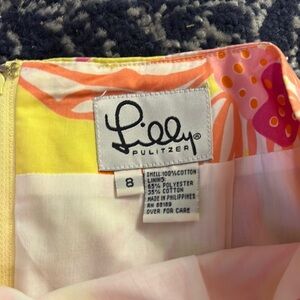 Lilly®
PULITZER
8
SHELL:100%COTTON
LINING:
65% POLYESTER
35% COTTON
MADE IN PHILIPPINES
RN 88189
OVER FOR CARE